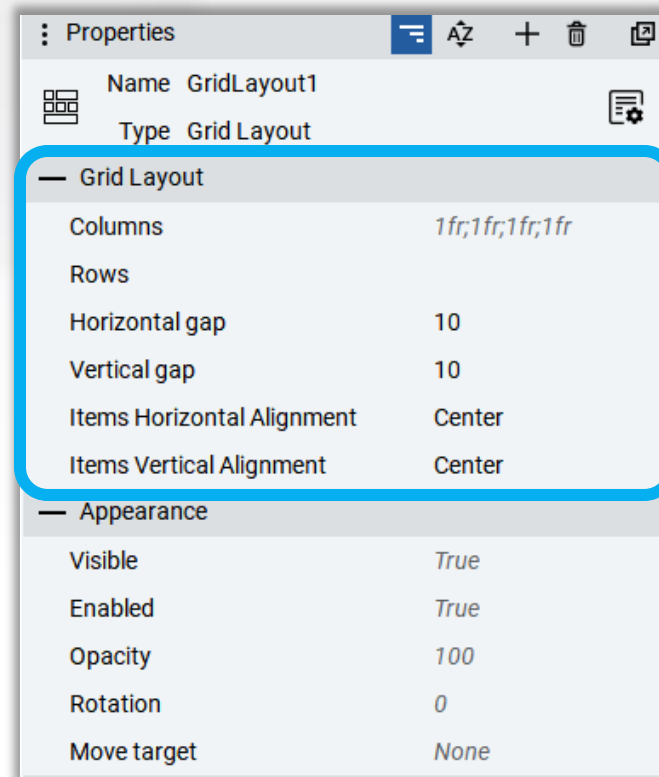 Properties
Name GridLayout1
Type Grid Layout
Grid Layout
Columns 1fr;1fr;1fr;1fr
Rows
Horizontal gap 10
Vertical gap 10
Items Horizontal Alignment Center
Items Vertical Alignment Center
Appearance
Visible True
Enabled True
Opacity 100
Rotation 0
Move target None